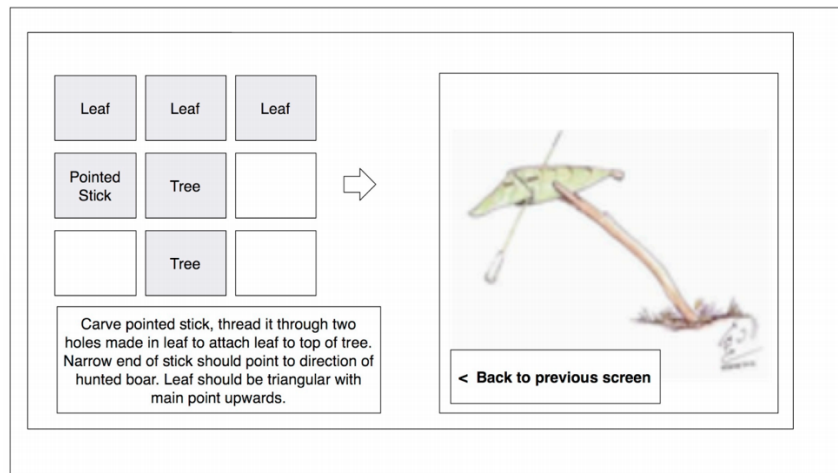 Leaf Leaf Leaf
Pointed
Stick
Tree
Tree
Carve pointed stick, thread it through two
holes made in leaf to attach leaf to top of tree.
Narrow end of stick should point to direction of
hunted boar. Leaf should be triangular with
main point upwards.
< Back to previous screen